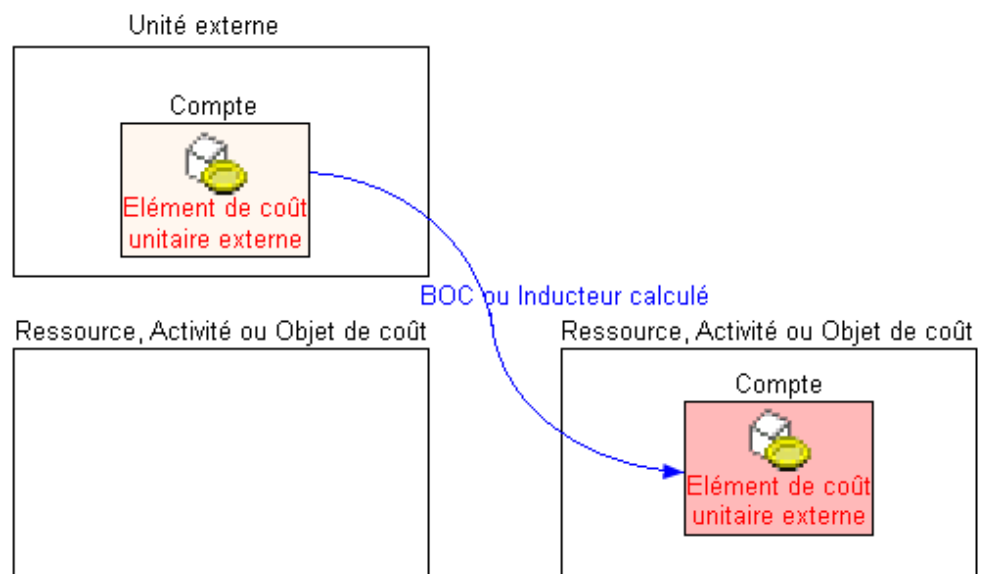 Unité externe
Compte
Elément de coût
unitaire externe
BOC ou Inducteur calculé
Ressource, Activité ou Objet de coût
Ressource, Activité ou Objet de coût
Compte
Elément de coût
unitaire externe